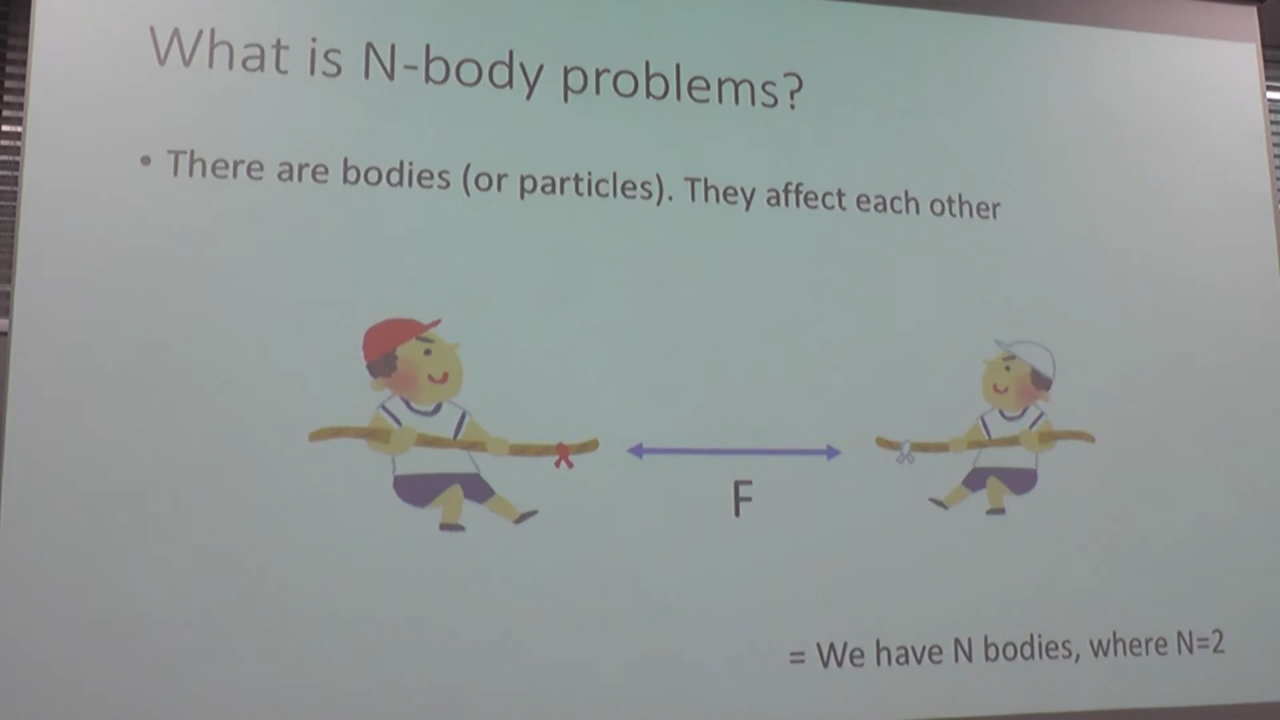 What is N-body problems?
• There are bodies (or particles). They affect each other
F
= We have N bodies, where N=2